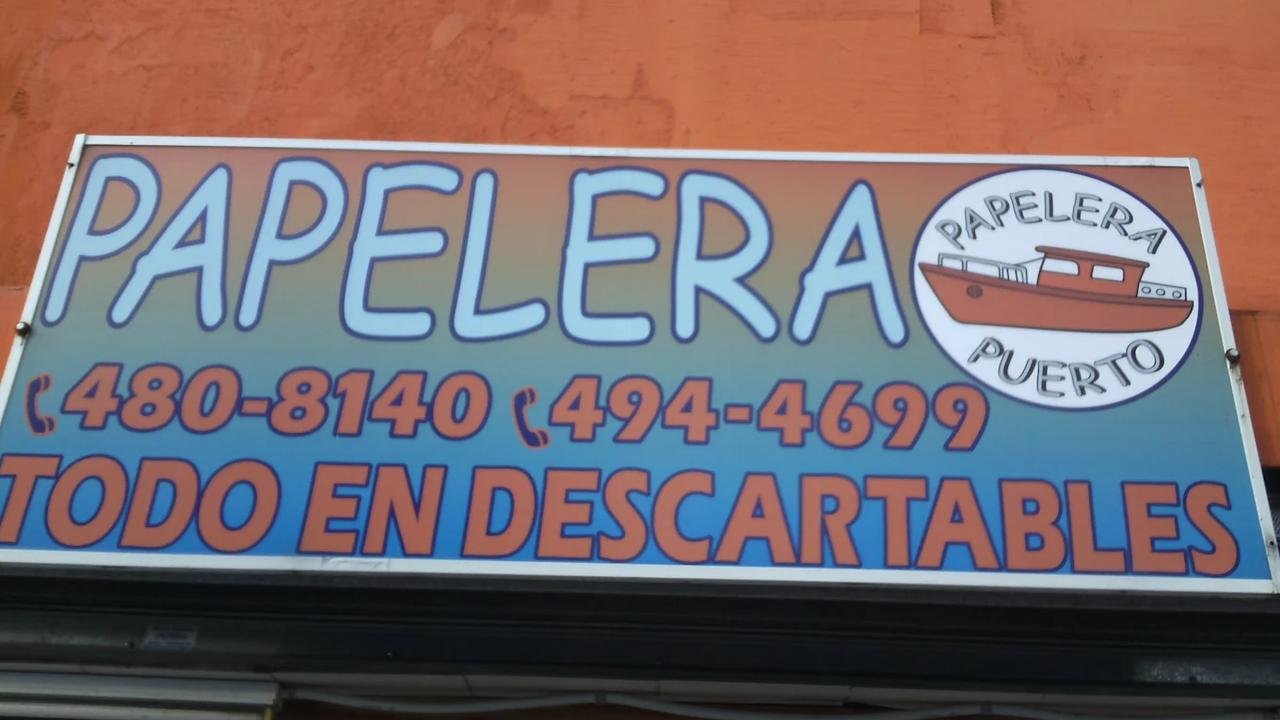 PAPELERA
PAPELERA
PUERTO
480-8140 494-4699
TODO EN DESCARTABLES